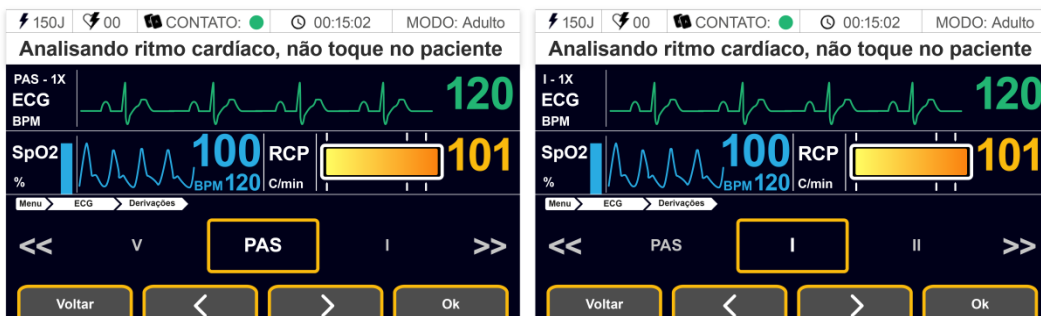 150J 00 CONTATO: 00:15:02 MODO: Adulto
Analisando ritmo cardíaco, não toque no paciente
PAS - 1X
ECG
BPM
120
SpO2
%
100
BPM 120
RCP
C/min
101
Menu ECG Derivações
<< V PAS I >>
Voltar < > Ok
150J 00 CONTATO: 00:15:02 MODO: Adulto
Analisando ritmo cardíaco, não toque no paciente
I - 1X
ECG
BPM
120
SpO2
%
100
BPM 120
RCP
C/min
101
Menu ECG Derivações
<< PAS I II >>
Voltar < > Ok